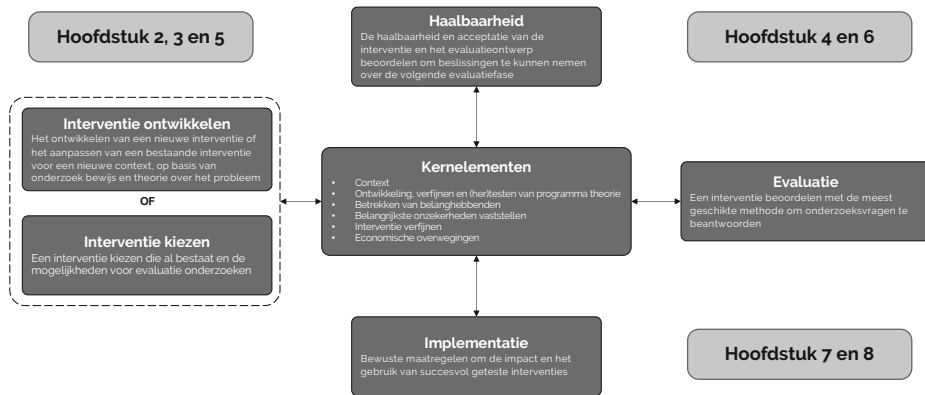 Hoofdstuk 2, 3 en 5
Haalbaarheid
De haalbaarheid en acceptatie van de
interventie en het evaluatieontwerp
beoordelen om beslissingen te kunnen nemen
over de volgende evaluatiefase
Hoofdstuk 4 en 6
Interventie ontwikkelen
Het ontwikkelen van een nieuwe interventie of
het aanpassen van een bestaande interventie
voor een nieuwe context, op basis van
onderzoek bewijs en theorie over het probleem
OF
Interventie kiezen
Een interventie kiezen die al bestaat en de
mogelijkheden voor evaluatie onderzoeken
Kernelementen
• Context
• Ontwikkeling, verfijnen en (her)testen van programma theorie
• Betrekken van belanghebbenden
• Belangrijkste onzekerheden vaststellen
• Interventie verfijnen
• Economische overwegingen
Evaluatie
Een interventie beoordelen met de meest
geschikte methode om onderzoeksvragen te
beantwoorden
Implementatie
Bewuste maatregelen om de impact en het
gebruik van succesvol geteste interventies
Hoofdstuk 7 en 8